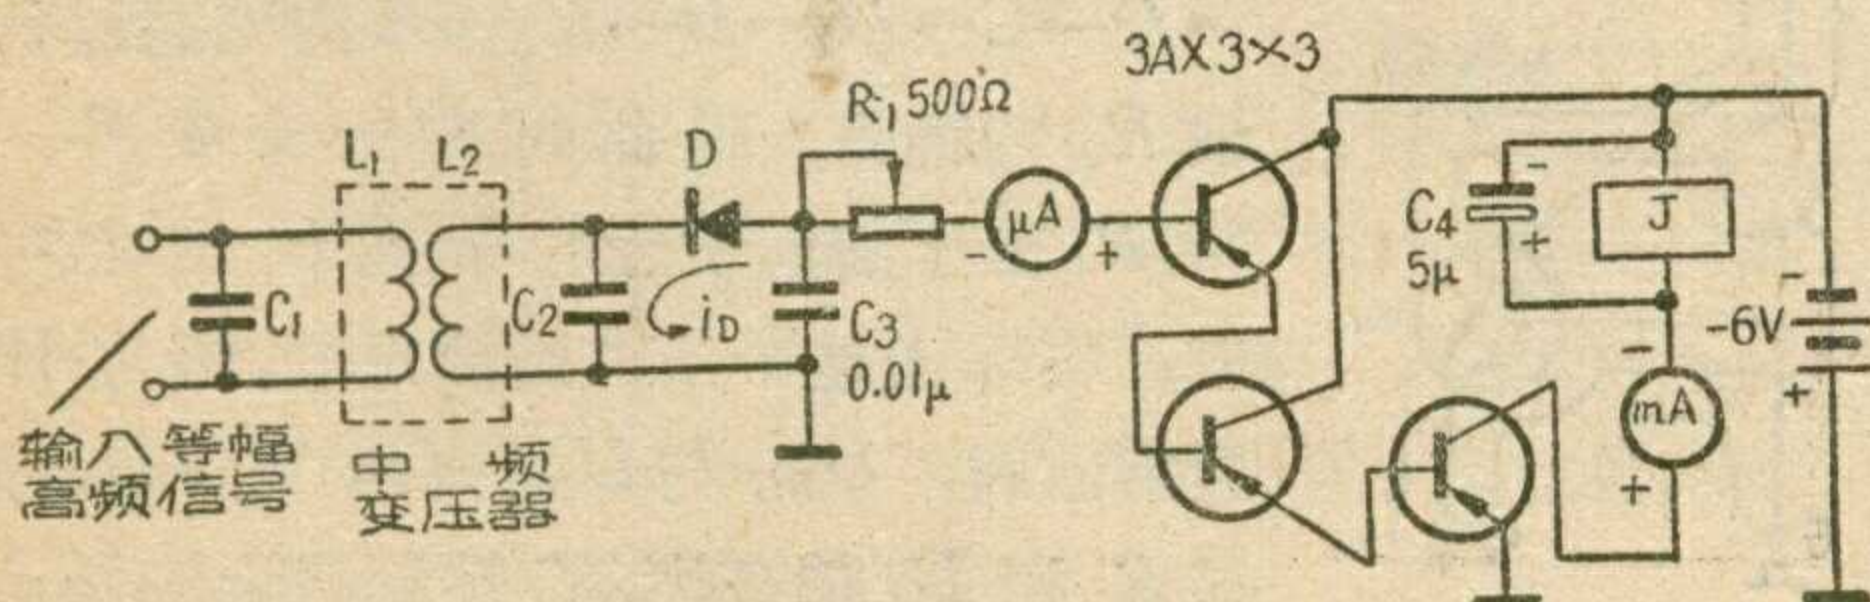 3AX3×3
R₁ 500Ω
L₁ L₂
D
μA
- +
C₁
C₂
i_D
C₃
0.01μ
C₄
5μ
-
+
J
-
-6V
+
-
mA
+
输入等幅
高频信号
中频
变压器